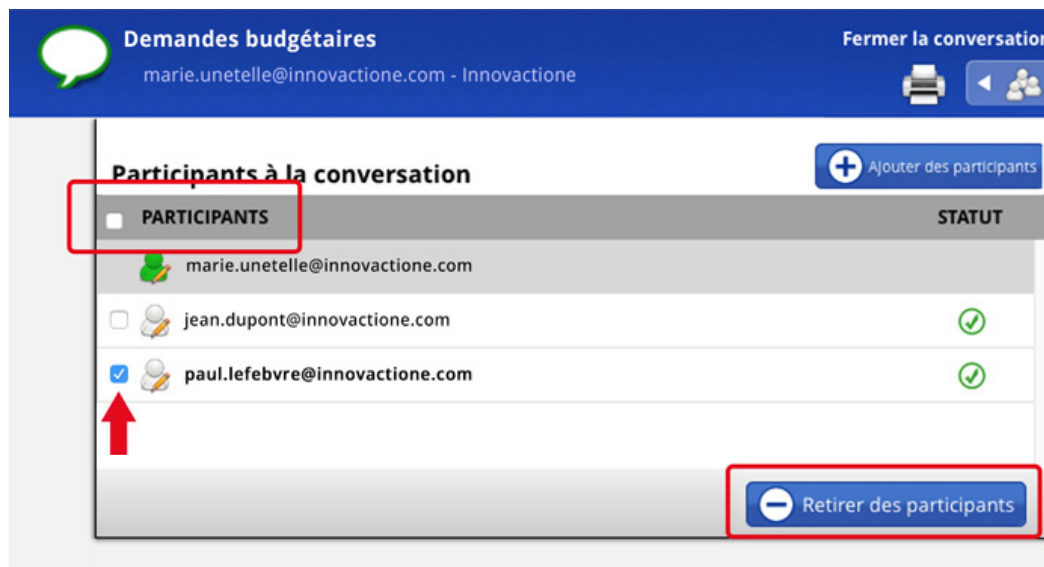 Demandes budgétaires
Fermer la conversation
marie.unetelle@innovactione.com - Innovactione
Participants à la conversation
Ajouter des participants
PARTICIPANTS
STATUT
marie.unetelle@innovactione.com
jean.dupont@innovactione.com
paul.lefebvre@innovactione.com
Retirer des participants